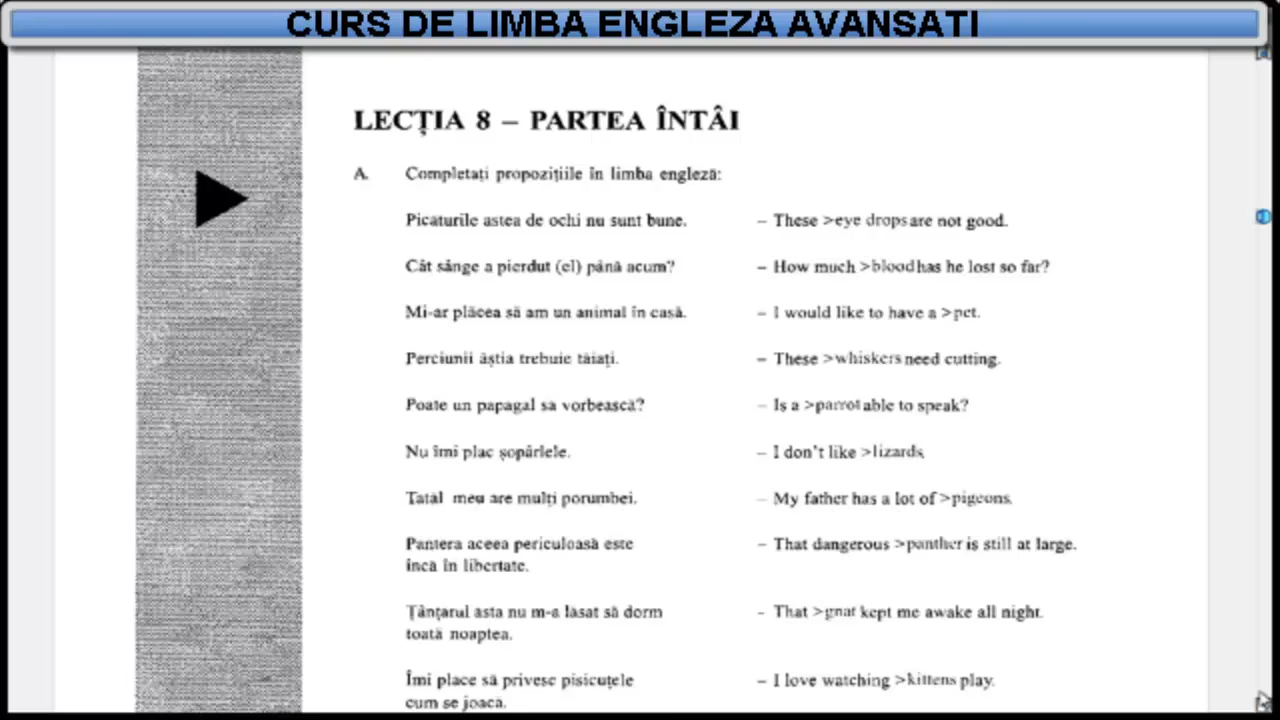 CURS DE LIMBA ENGLEZA AVANSATI
LECȚIA 8 – PARTEA ÎNTÂI
A. Completați propozițiile în limba engleză:
Picaturile astea de ochi nu sunt bune. – These >eye drops are not good.
Cât sânge a pierdut (el) până acum? – How much >blood has he lost so far?
Mi-ar plăcea să am un animal în casă. – I would like to have a >pet.
Perciunii ăștia trebuie tăiați. – These >whiskers need cutting.
Poate un papagal sa vorbească? – Is a >parrot able to speak?
Nu îmi plac șopârlele. – I don't like >lizards.
Tatăl meu are mulți porumbei. – My father has a lot of >pigeons.
Pantera aceea periculoasă este – That dangerous >panther is still at large.
încă în libertate.
Țânțarul asta nu m-a lăsat să dorm – That >gnat kept me awake all night.
toată noaptea.
Îmi place să privesc pisicuțele – I love watching >kittens play.
cum se joacă.